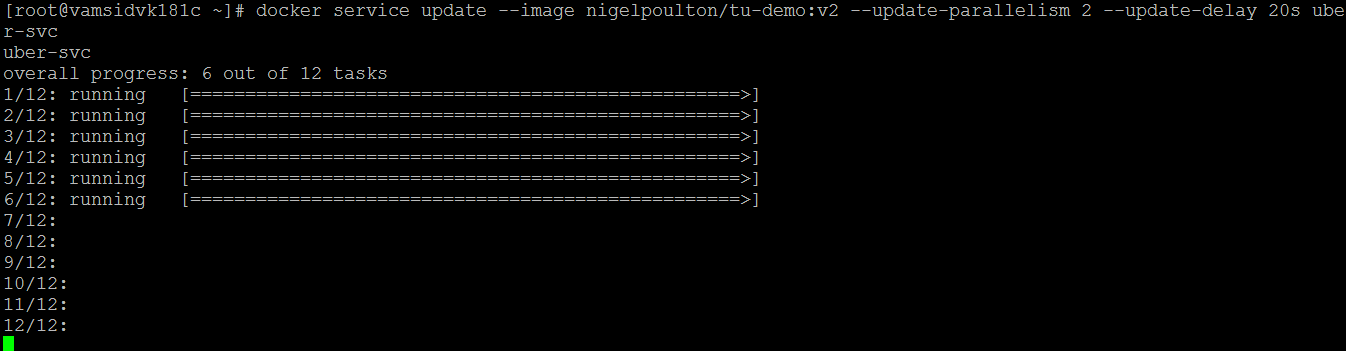 [root@vamsidvk181c ~]# docker service update --image nigelpoulton/tu-demo:v2 --update-parallelism 2 --update-delay 20s ube
r-svc
uber-svc
overall progress: 6 out of 12 tasks
1/12: running   [==================================================>]
2/12: running   [==================================================>]
3/12: running   [==================================================>]
4/12: running   [==================================================>]
5/12: running   [==================================================>]
6/12: running   [==================================================>]
7/12:
8/12:
9/12:
10/12:
11/12:
12/12: